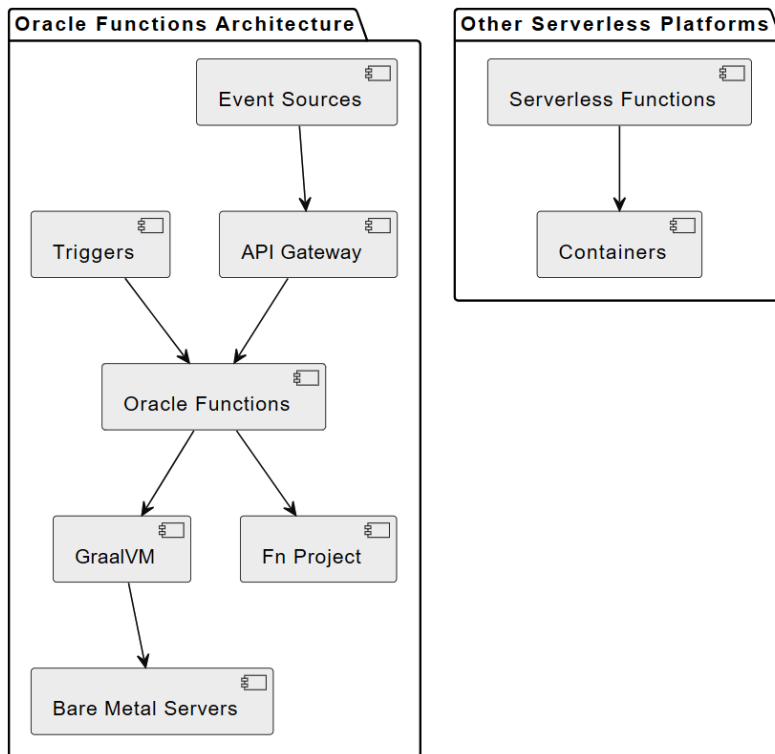 Oracle Functions Architecture
Other Serverless Platforms
Event Sources
Serverless Functions
Triggers
API Gateway
Containers
Oracle Functions
GraalVM
Fn Project
Bare Metal Servers